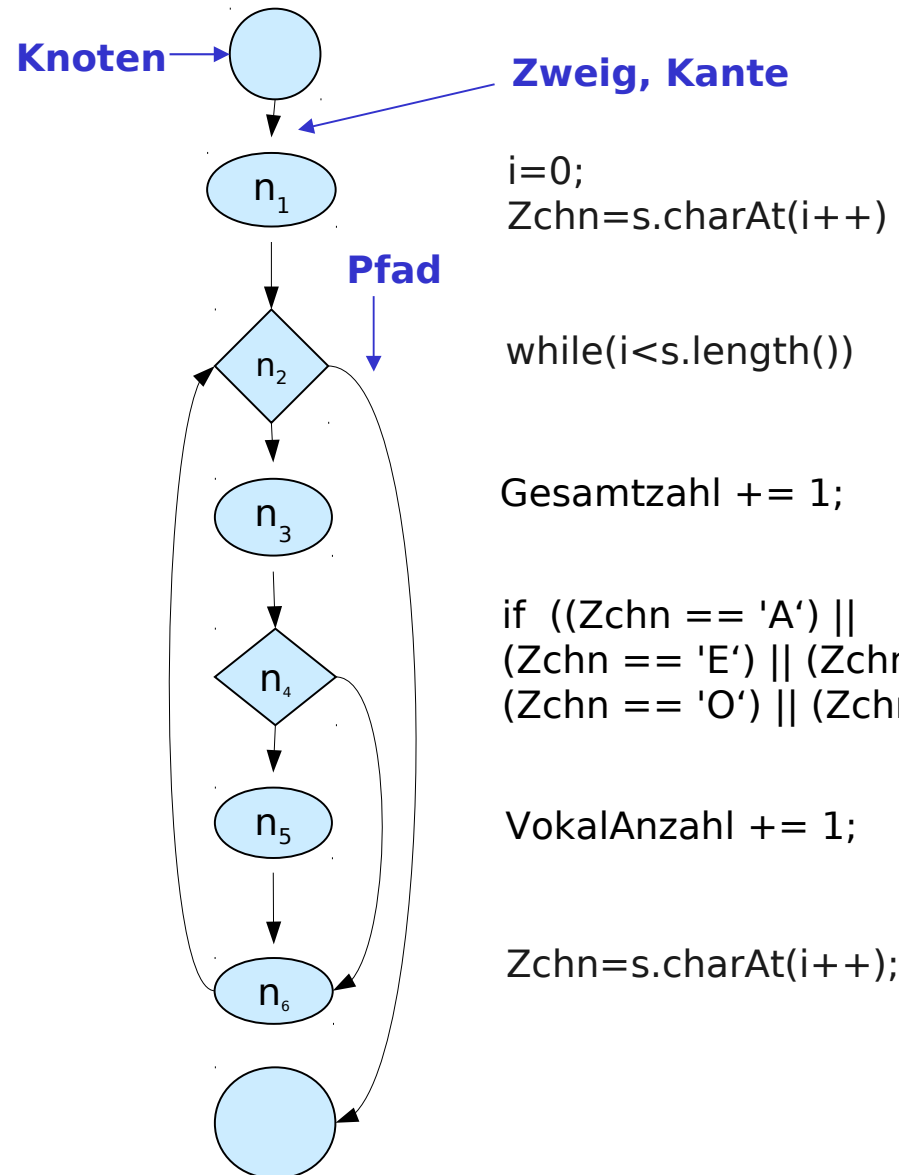 Knoten
Zweig, Kante
n1
i=0;
Zchn=s.charAt(i++)
Pfad
n2
while(i<s.length())
n3
Gesamtzahl += 1;
n4
if ((Zchn == 'A‘) ||
(Zchn == 'E‘) || (Zchn
(Zchn == 'O‘) || (Zchn
n5
VokalAnzahl += 1;
n6
Zchn=s.charAt(i++);